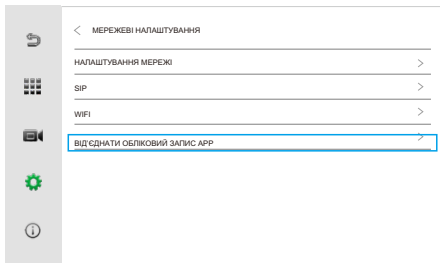 МЕРЕЖЕВІ НАЛАШТУВАННЯ
НАЛАШТУВАННЯ МЕРЕЖІ
SIP
WIFI
ВІД'ЄДНАТИ ОБЛІКОВИЙ ЗАПИС APP